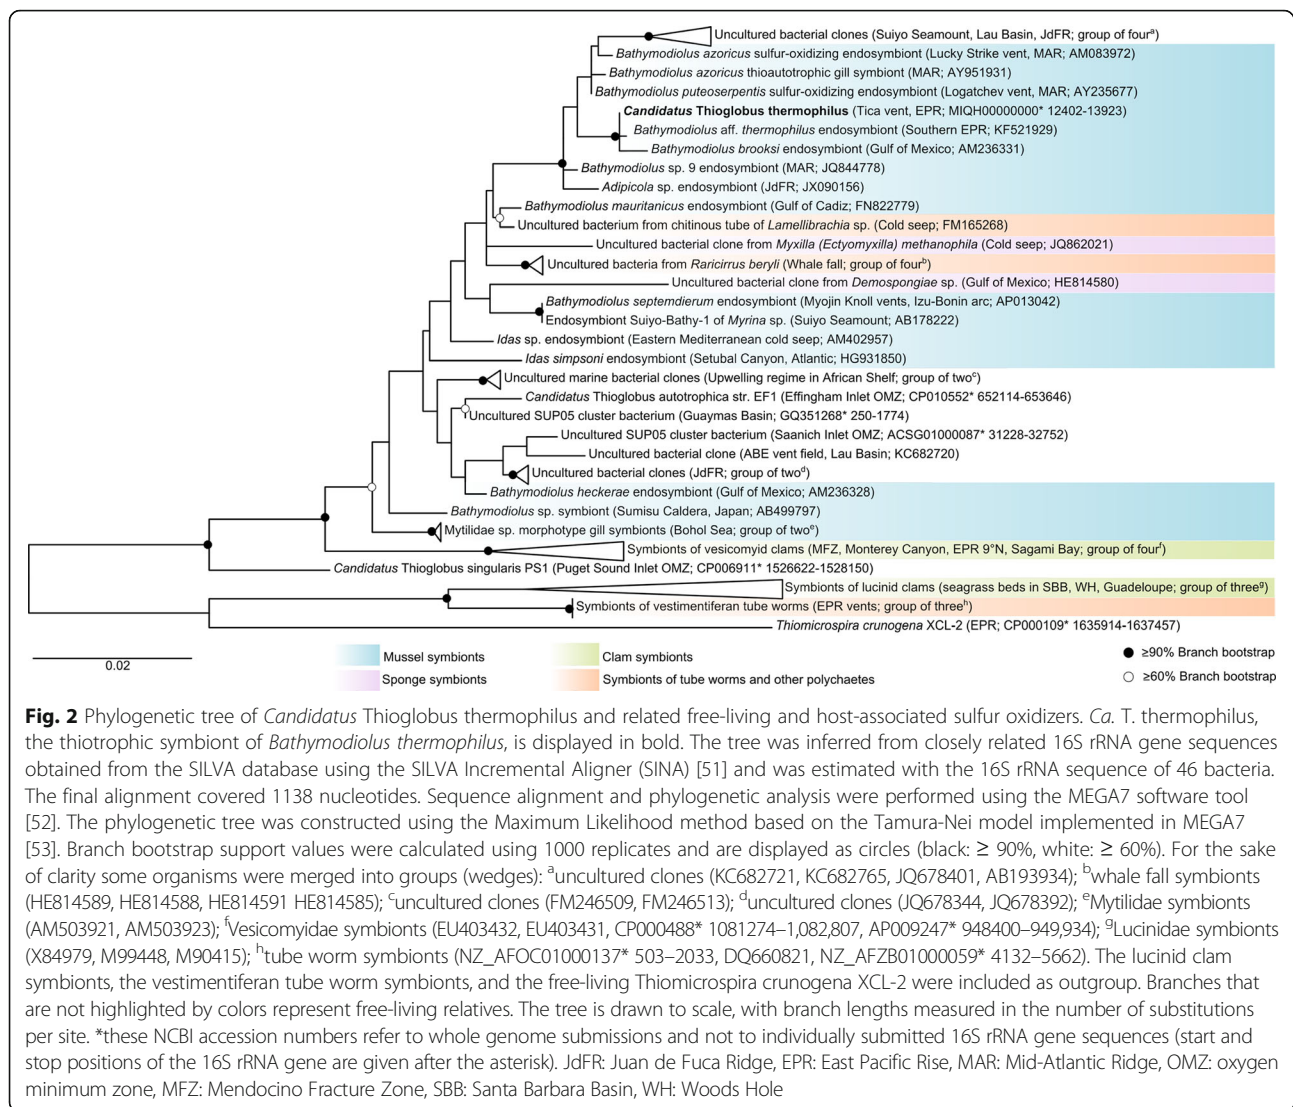 Uncultured bacterial clones (Suiyo Seamount, Lau Basin, JdFR; group of fourᵃ)
Bathymodiolus azoricus sulfur-oxidizing endosymbiont (Lucky Strike vent, MAR; AM083972)
Bathymodiolus azoricus thioautotrophic gill symbiont (MAR; AY951931)
Bathymodiolus puteoserpentis sulfur-oxidizing endosymbiont (Logatchev vent, MAR; AY235677)
Candidatus Thioglobus thermophilus (Tica vent, EPR; MIQH00000000* 12402-13923)
Bathymodiolus aff. thermophilus endosymbiont (Southern EPR; KF521929)
Bathymodiolus brooksi endosymbiont (Gulf of Mexico; AM236331)
Bathymodiolus sp. 9 endosymbiont (MAR; JQ844778)
Adipicola sp. endosymbiont (JdFR; JX090156)
Bathymodiolus mauritanicus endosymbiont (Gulf of Cadiz; FN822779)
Uncultured bacterium from chitinous tube of Lamellibrachia sp. (Cold seep; FM165268)
Uncultured bacterial clone from Myxilla (Ectyomyxilla) methanophila (Cold seep; JQ862021)
Uncultured bacteria from Raricirrus beryli (Whale fall; group of fourᵇ)
Uncultured bacterial clone from Demospongiae sp. (Gulf of Mexico; HE814580)
Bathymodiolus septemdierum endosymbiont (Myojin Knoll vents, Izu-Bonin arc; AP013042)
Endosymbiont Suiyo-Bathy-1 of Myrina sp. (Suiyo Seamount; AB178222)
Idas sp. endosymbiont (Eastern Mediterranean cold seep; AM402957)
Idas simpsoni endosymbiont (Setubal Canyon, Atlantic; HG931850)
Uncultured marine bacterial clones (Upwelling regime in African Shelf; group of twoᶜ)
Candidatus Thioglobus autotrophica str. EF1 (Effingham Inlet OMZ; CP010552* 652114-653646)
Uncultured SUP05 cluster bacterium (Guaymas Basin; GQ351268* 250-1774)
Uncultured SUP05 cluster bacterium (Saanich Inlet OMZ; ACSG01000087* 31228-32752)
Uncultured bacterial clone (ABE vent field, Lau Basin; KC682720)
Uncultured bacterial clones (JdFR; group of twoᵈ)
Bathymodiolus heckerae endosymbiont (Gulf of Mexico; AM236328)
Bathymodiolus sp. symbiont (Sumisu Caldera, Japan; AB499797)
Mytilidae sp. morphotype gill symbionts (Bohol Sea; group of twoᵉ)
Symbionts of vesicomyid clams (MFZ, Monterey Canyon, EPR 9°N, Sagami Bay; group of fourᶠ)
Candidatus Thioglobus singularis PS1 (Puget Sound Inlet OMZ; CP006911* 1526622-1528150)
Symbionts of lucinid clams (seagrass beds in SBB, WH, Guadeloupe; group of threeᵍ)
Symbionts of vestimentiferan tube worms (EPR vents; group of threeʰ)
Thiomicrospira crunogena XCL-2 (EPR; CP000109* 1635914-1637457)
0.02
Mussel symbionts
Sponge symbionts
Clam symbionts
Symbionts of tube worms and other polychaetes
≥90% Branch bootstrap
≥60% Branch bootstrap
Fig. 2 Phylogenetic tree of Candidatus Thioglobus thermophilus and related free-living and host-associated sulfur oxidizers. Ca. T. thermophilus,
the thiotrophic symbiont of Bathymodiolus thermophilus, is displayed in bold. The tree was inferred from closely related 16S rRNA gene sequences
obtained from the SILVA database using the SILVA Incremental Aligner (SINA) [51] and was estimated with the 16S rRNA sequence of 46 bacteria.
The final alignment covered 1138 nucleotides. Sequence alignment and phylogenetic analysis were performed using the MEGA7 software tool
[52]. The phylogenetic tree was constructed using the Maximum Likelihood method based on the Tamura-Nei model implemented in MEGA7
[53]. Branch bootstrap support values were calculated using 1000 replicates and are displayed as circles (black: ≥ 90%, white: ≥ 60%). For the sake
of clarity some organisms were merged into groups (wedges): ᵃuncultured clones (KC682721, KC682765, JQ678401, AB193934); ᵇwhale fall symbionts
(HE814589, HE814588, HE814591 HE814585); ᶜuncultured clones (FM246509, FM246513); ᵈuncultured clones (JQ678344, JQ678392); ᵉMytilidae symbionts
(AM503921, AM503923); ᶠVesicomyidae symbionts (EU403432, EU403431, CP000488* 1081274–1,082,807, AP009247* 948400–949,934); ᵍLucinidae symbionts
(X84979, M99448, M90415); ʰtube worm symbionts (NZ_AFOC01000137* 503–2033, DQ660821, NZ_AFZB01000059* 4132–5662). The lucinid clam
symbionts, the vestimentiferan tube worm symbionts, and the free-living Thiomicrospira crunogena XCL-2 were included as outgroup. Branches that
are not highlighted by colors represent free-living relatives. The tree is drawn to scale, with branch lengths measured in the number of substitutions
per site. *these NCBI accession numbers refer to whole genome submissions and not to individually submitted 16S rRNA gene sequences (start and
stop positions of the 16S rRNA gene are given after the asterisk). JdFR: Juan de Fuca Ridge, EPR: East Pacific Rise, MAR: Mid-Atlantic Ridge, OMZ: oxygen
minimum zone, MFZ: Mendocino Fracture Zone, SBB: Santa Barbara Basin, WH: Woods Hole